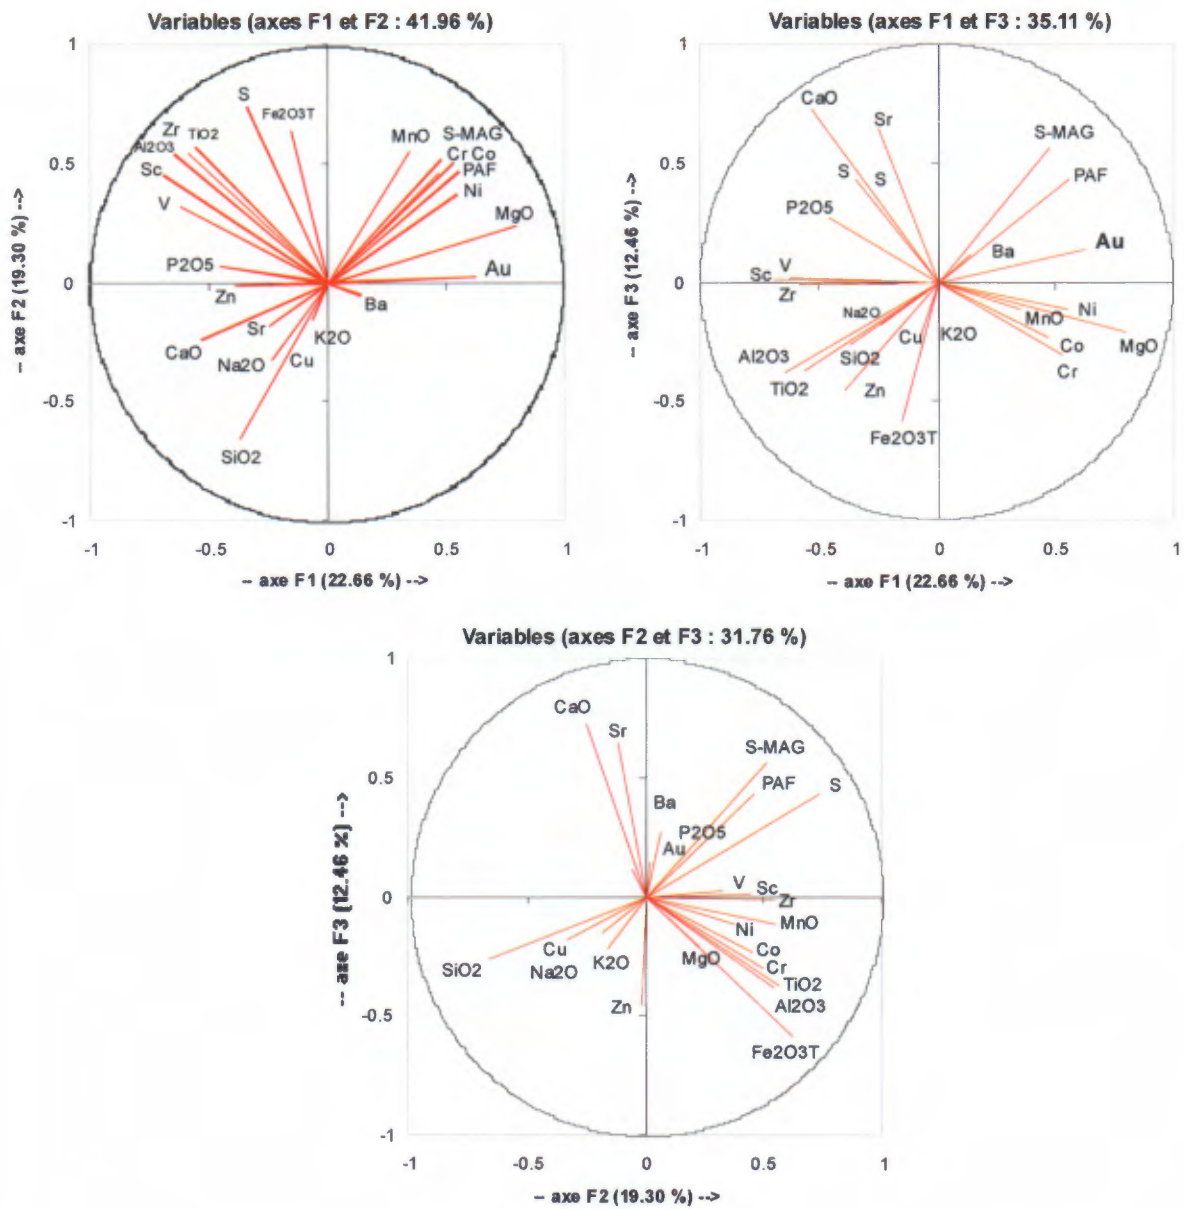 Variables (axes F1 et F2 : 41.96 %)
1
S
Fe2O3T
Zr
TiO2
MnO
S-MAG
Al2O3
Cr Co
0.5
Sc
PAF
Ni
V
MgO
P2O5
Au
0
Zn
Ba
Sr
K2O
CaO
Na2O
Cu
-0.5
SiO2
-1
-1
-0.5
0
0.5
1
-- axe F1 (22.66 %) -->
-- axe F2 (19.30 %) -->
Variables (axes F1 et F3 : 35.11 %)
1
CaO
Sr
S-MAG
0.5
S
S
PAF
P2O5
Au
Ba
V
Sc
0
Zr
Ni
Na2O
MnO
Cu
K2O
Co
MgO
Al2O3
SiO2
Cr
TiO2
Zn
-0.5
Fe2O3T
-1
-1
-0.5
0
0.5
1
-- axe F1 (22.66 %) -->
-- axe F3 (12.46 %) -->
Variables (axes F2 et F3 : 31.76 %)
1
CaO
Sr
S-MAG
0.5
PAF
S
Ba
P2O5
Au
V
Sc
0
Zr
MnO
Ni
Cu
Co
SiO2
Na2O
K2O
MgO
Cr
TiO2
Zn
Al2O3
-0.5
Fe2O3T
-1
-1
-0.5
0
0.5
1
-- axe F2 (19.30 %) -->
-- axe F3 (12.46 %) -->